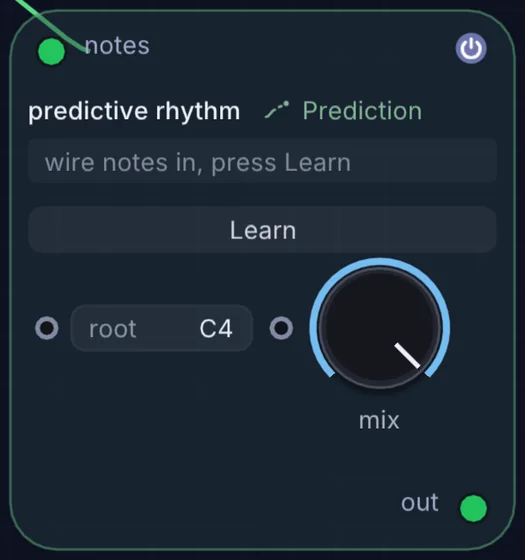 notes
predictive rhythm Prediction
wire notes in, press Learn
Learn
root C4
mix
out